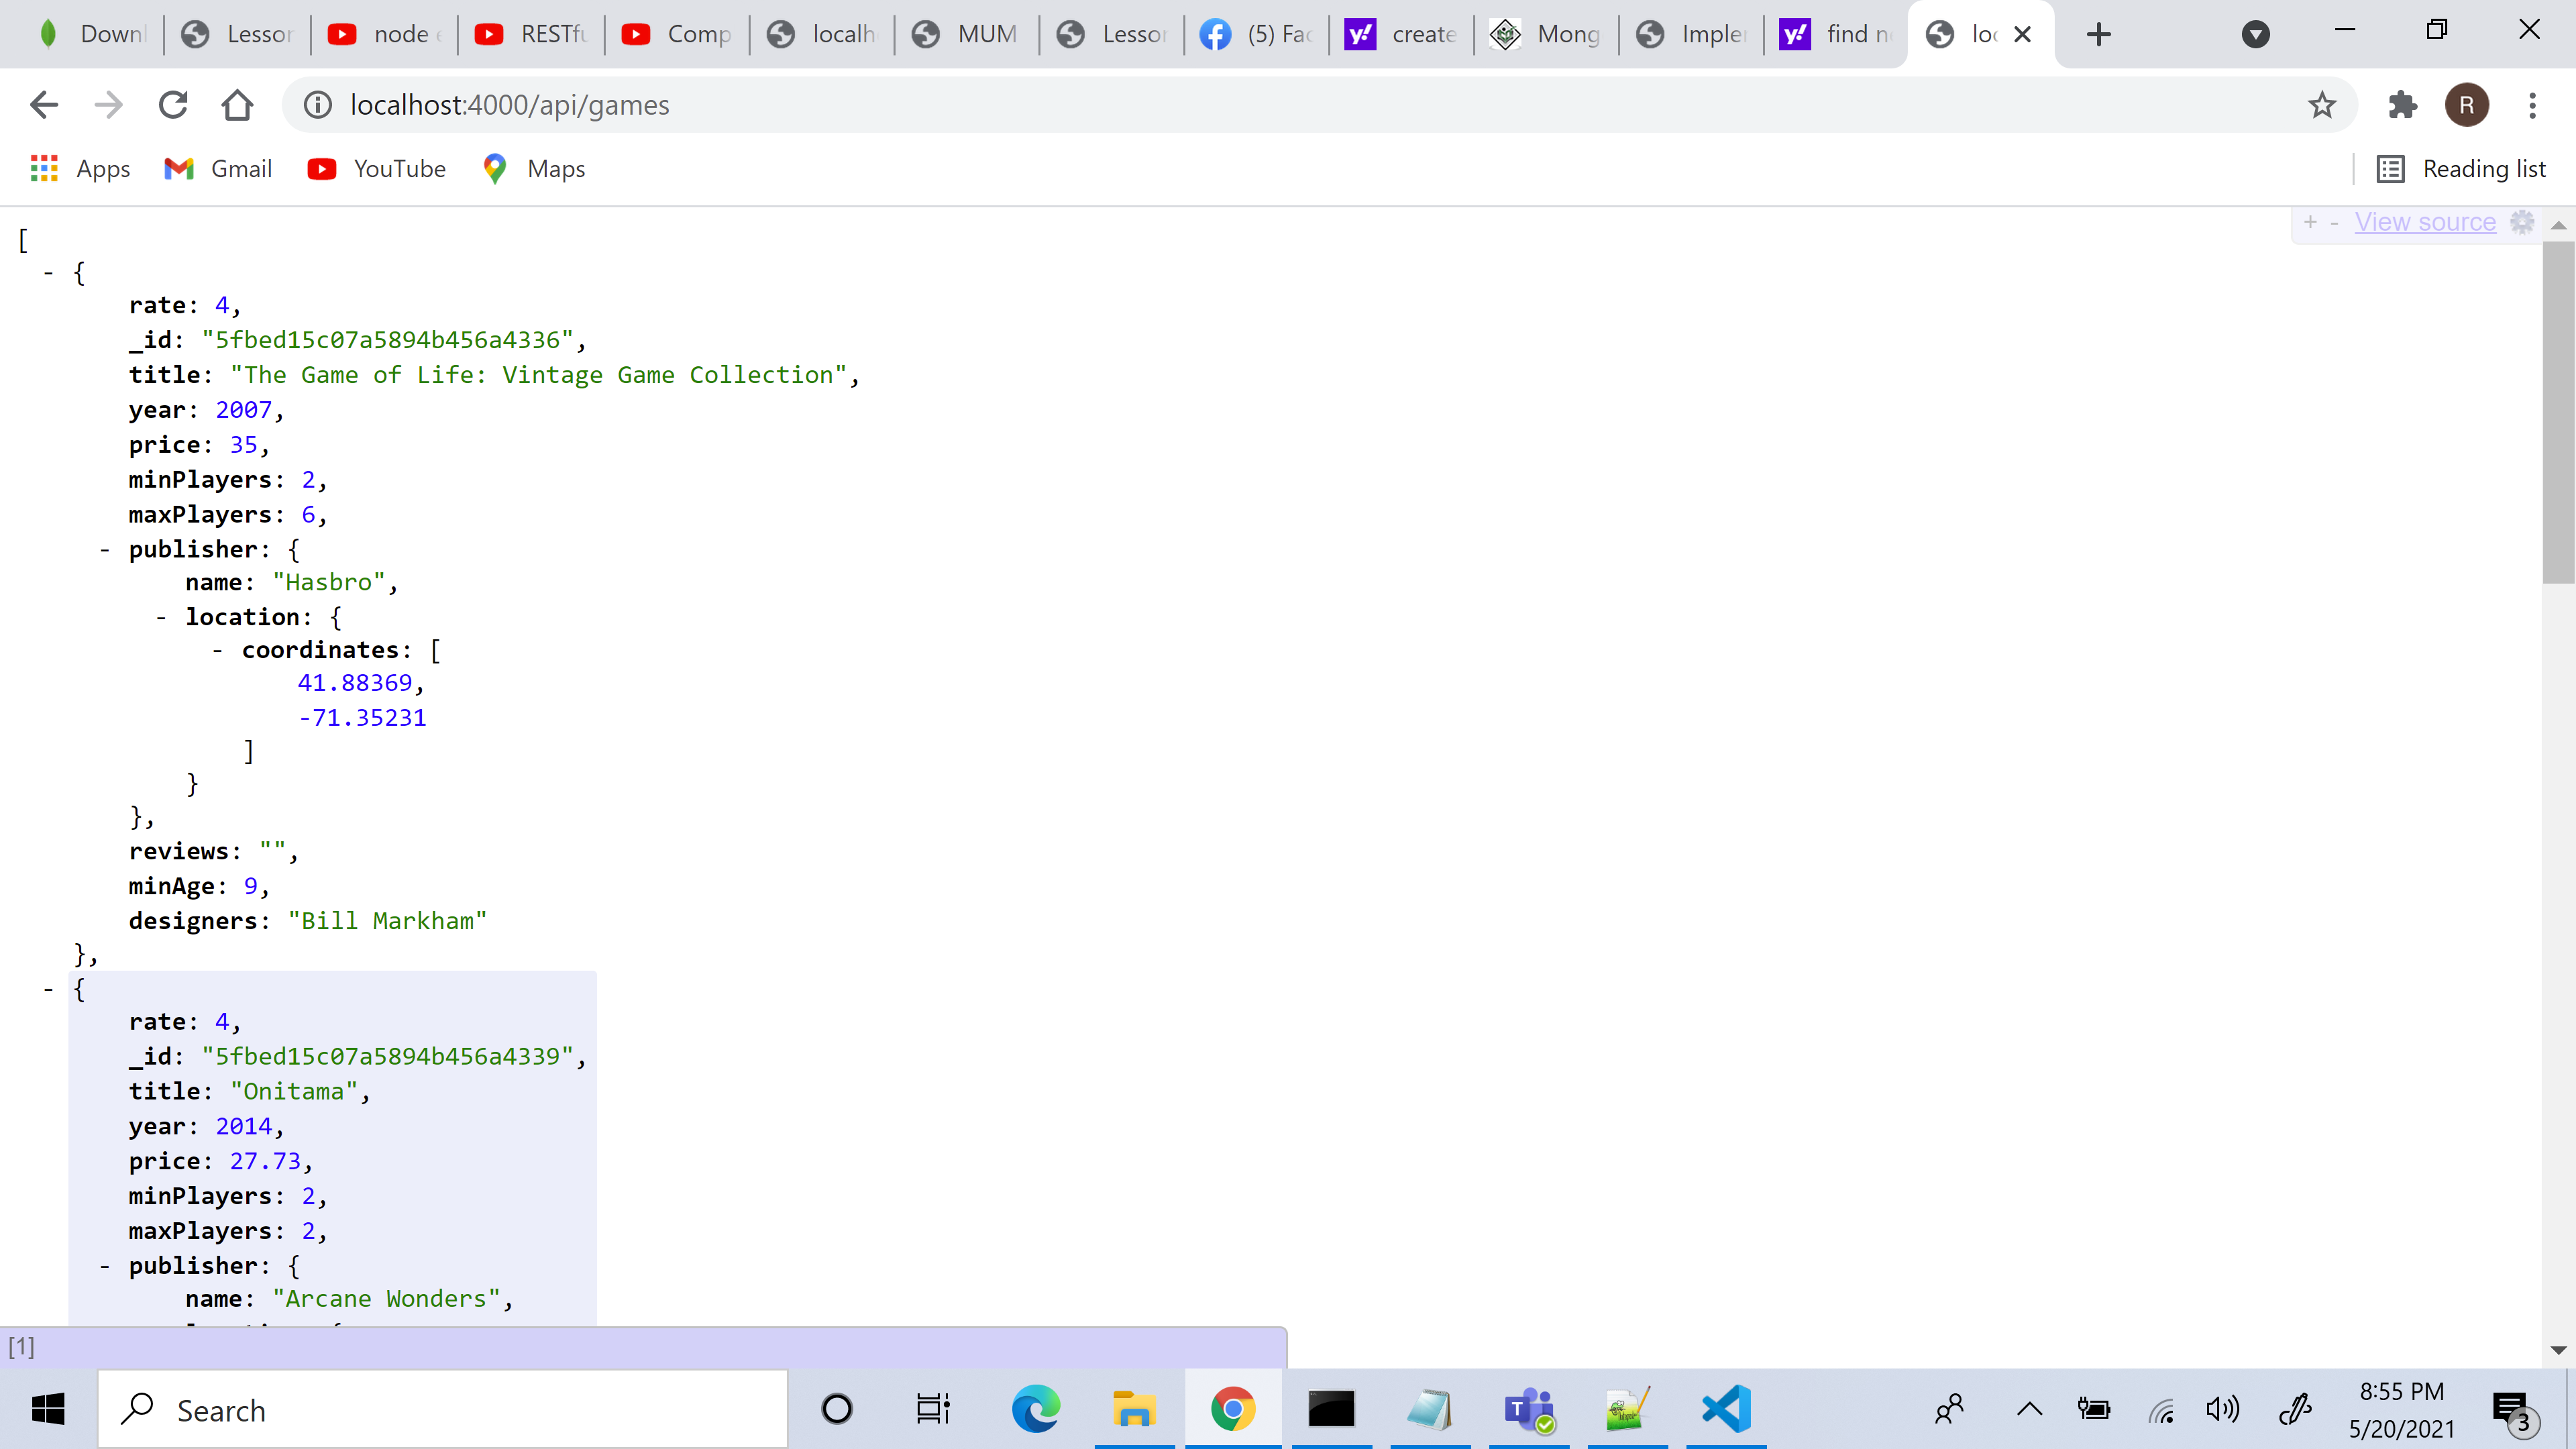 Downl
Lesson
node e
RESTfu
Comp
localh
MUM
Lesson
(5) Fac
create
Mong
Implem
find n
loc
localhost:4000/api/games
R
Apps
Gmail
YouTube
Maps
Reading list
+ - View source
[
- {
rate: 4,
_id: "5fbed15c07a5894b456a4336",
title: "The Game of Life: Vintage Game Collection",
year: 2007,
price: 35,
minPlayers: 2,
maxPlayers: 6,
- publisher: {
name: "Hasbro",
- location: {
- coordinates: [
41.88369,
-71.35231
]
}
},
reviews: "",
minAge: 9,
designers: "Bill Markham"
},
- {
rate: 4,
_id: "5fbed15c07a5894b456a4339",
title: "Onitama",
year: 2014,
price: 27.73,
minPlayers: 2,
maxPlayers: 2,
- publisher: {
name: "Arcane Wonders",
[1]
Search
8:55 PM
5/20/2021
3